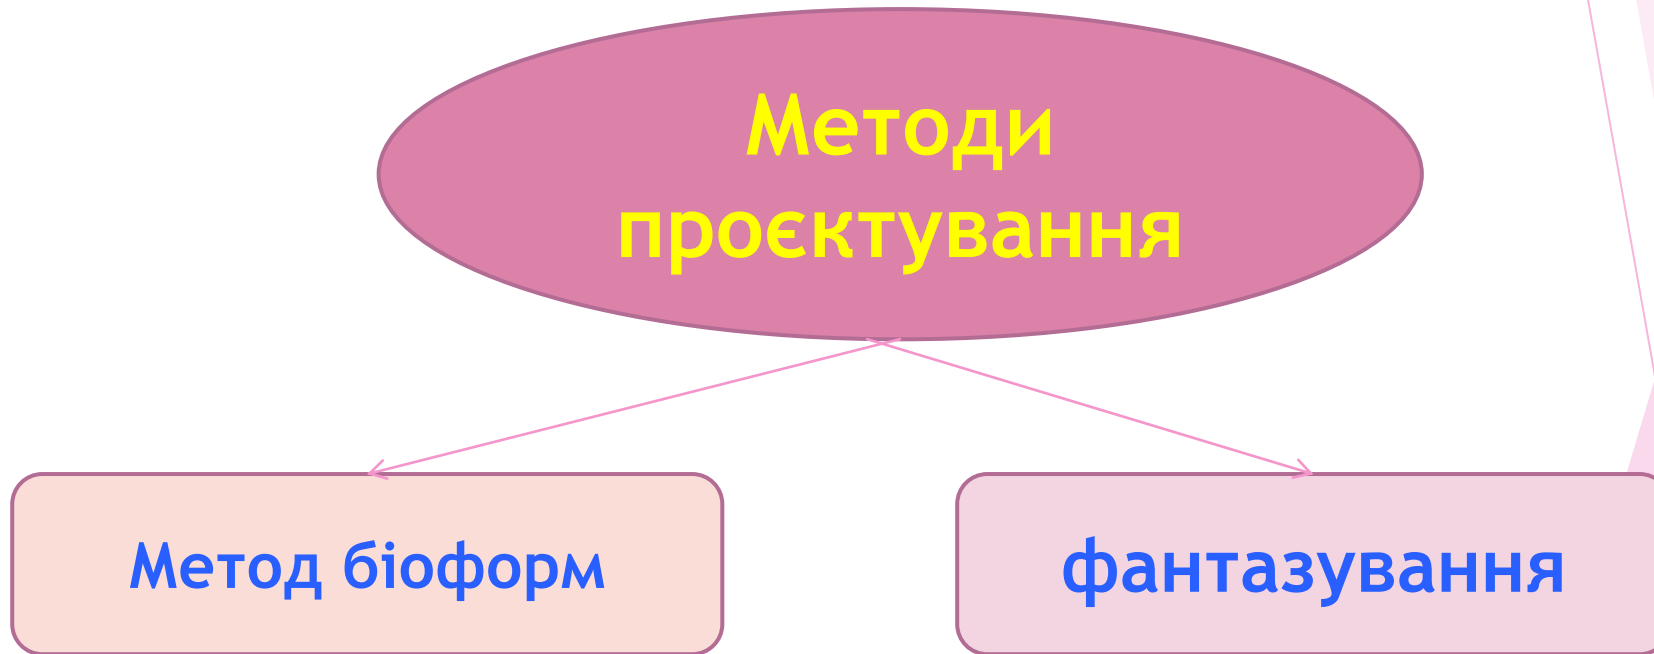 Методи
проєктування
Метод біоформ
фантазування